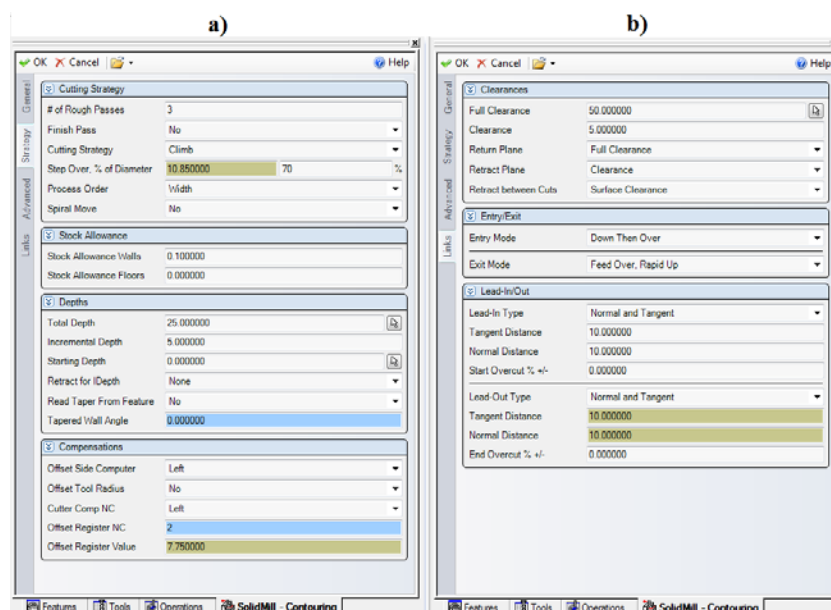 a)
b)
OK Cancel Help
General
Strategy
Advanced
Links
Cutting Strategy
# of Rough Passes 3
Finish Pass No
Cutting Strategy Climb
Step Over, % of Diameter 10.850000 70 %
Process Order Width
Spiral Move No
Stock Allowance
Stock Allowance Walls 0.100000
Stock Allowance Floors 0.000000
Depths
Total Depth 25.000000
Incremental Depth 5.000000
Starting Depth 0.000000
Retract for IDepth None
Read Taper From Feature No
Tapered Wall Angle 0.000000
Compensations
Offset Side Computer Left
Offset Tool Radius No
Cutter Comp NC Left
Offset Register NC 2
Offset Register Value 7.750000
Features Tools Operations SolidMill - Contouring
OK Cancel Help
General
Strategy
Advanced
Links
Clearances
Full Clearance 50.000000
Clearance 5.000000
Return Plane Full Clearance
Retract Plane Clearance
Retract between Cuts Surface Clearance
Entry/Exit
Entry Mode Down Then Over
Exit Mode Feed Over, Rapid Up
Lead-In/Out
Lead-In Type Normal and Tangent
Tangent Distance 10.000000
Normal Distance 10.000000
Start Overcut % +/- 0.000000
Lead-Out Type Normal and Tangent
Tangent Distance 10.000000
Normal Distance 10.000000
End Overcut % +/- 0.000000
Features Tools Operations SolidMill - Contouring